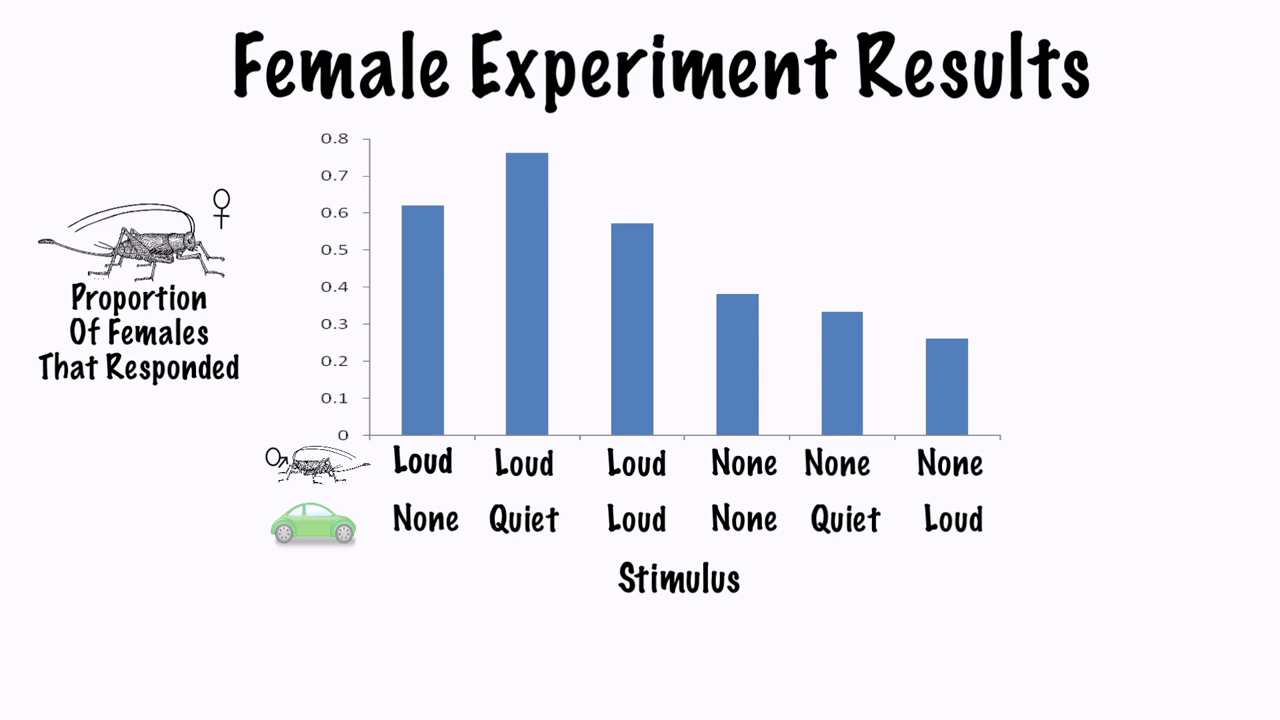 Female Experiment Results
0.8
0.7
0.6
0.5
0.4
0.3
0.2
0.1
0
Proportion
Of Females
That Responded
Loud Loud Loud None None None
None Quiet Loud None Quiet Loud
Stimulus